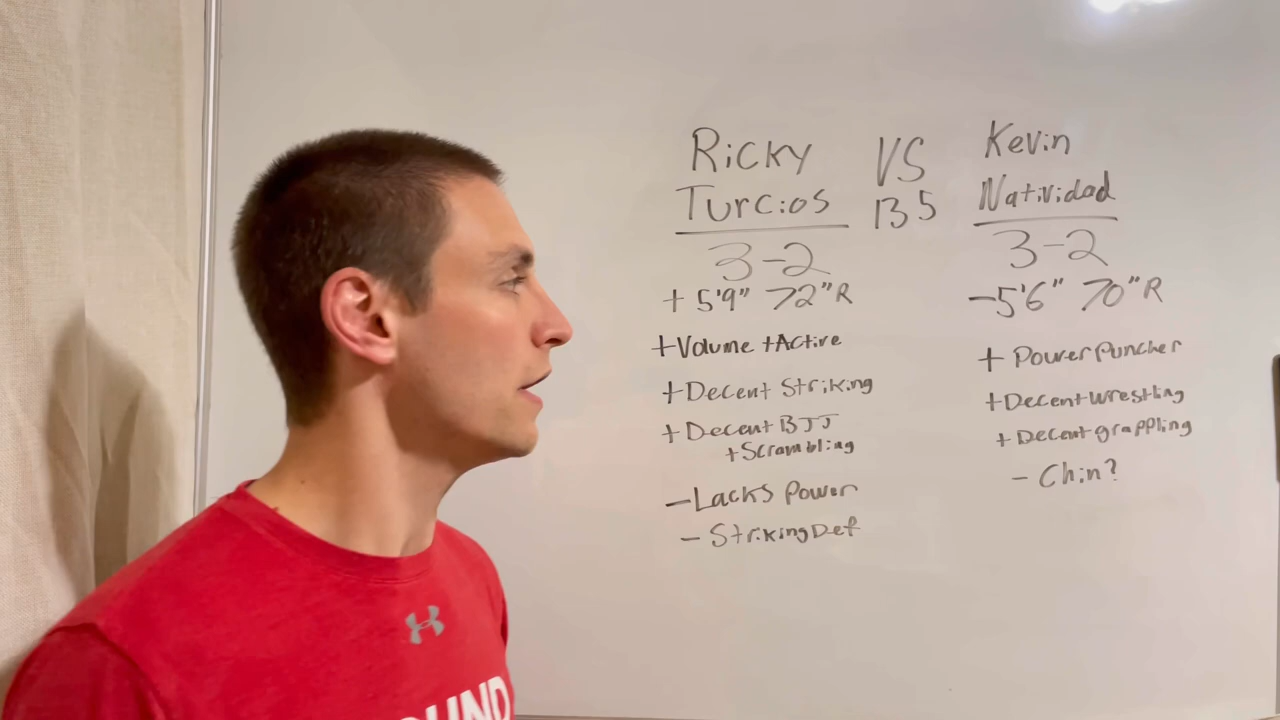 Ricky
Turcios
VS
135
Kevin
Natividad
3-2
+ 5'9" 72"R
+Volume +Active
+Decent Striking
+Decent BJJ
+Scrambling
-Lacks Power
- Striking Def
3-2
-5'6" 70"R
+ Power Puncher
+Decent wrestling
+ Decent grappling
- Chin?